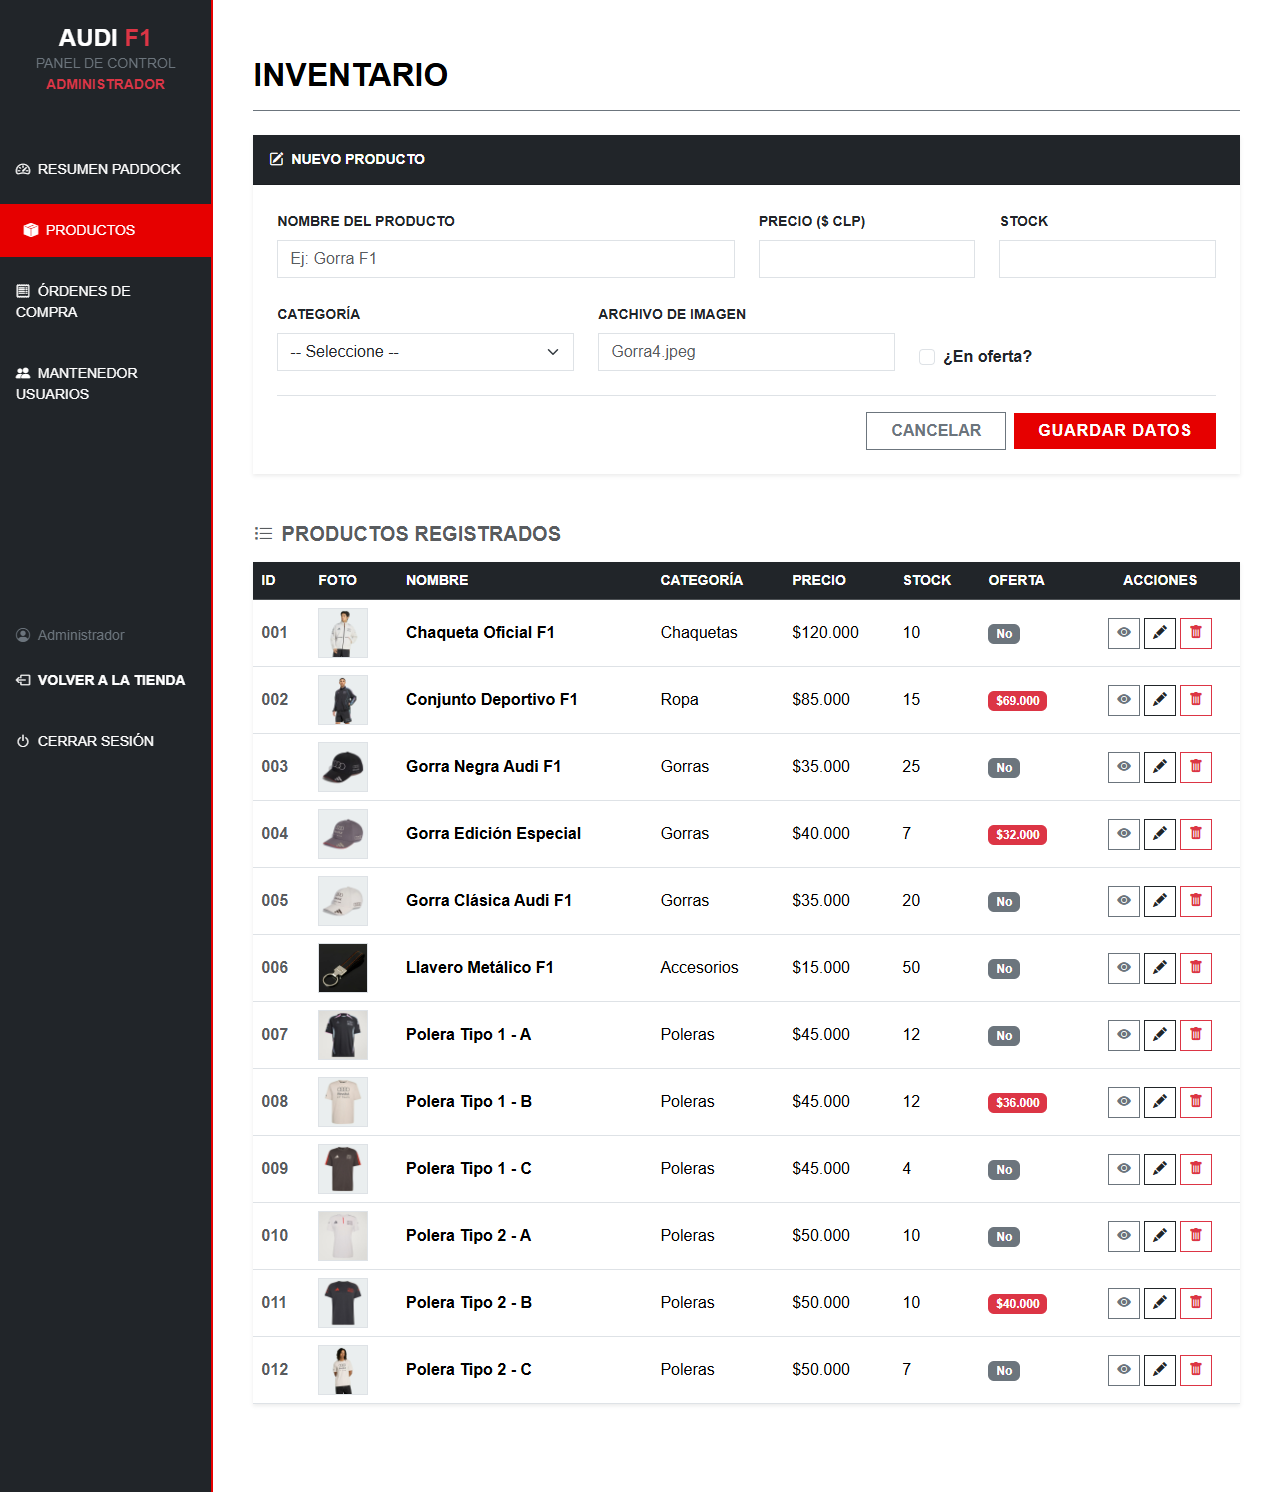 AUDI F1
PANEL DE CONTROL
ADMINISTRADOR
RESUMEN PADDOCK
PRODUCTOS
ÓRDENES DE
COMPRA
MANTENEDOR
USUARIOS
Administrador
VOLVER A LA TIENDA
CERRAR SESIÓN
INVENTARIO
NUEVO PRODUCTO
NOMBRE DEL PRODUCTO PRECIO ($ CLP) STOCK
Ej: Gorra F1
CATEGORÍA ARCHIVO DE IMAGEN
-- Seleccione -- Gorra4.jpeg ¿En oferta?
CANCELAR GUARDAR DATOS
PRODUCTOS REGISTRADOS
ID FOTO NOMBRE CATEGORÍA PRECIO STOCK OFERTA ACCIONES
001 Chaqueta Oficial F1 Chaquetas $120.000 10 No
002 Conjunto Deportivo F1 Ropa $85.000 15 $69.000
003 Gorra Negra Audi F1 Gorras $35.000 25 No
004 Gorra Edición Especial Gorras $40.000 7 $32.000
005 Gorra Clásica Audi F1 Gorras $35.000 20 No
006 Llavero Metálico F1 Accesorios $15.000 50 No
007 Polera Tipo 1 - A Poleras $45.000 12 No
008 Polera Tipo 1 - B Poleras $45.000 12 $36.000
009 Polera Tipo 1 - C Poleras $45.000 4 No
010 Polera Tipo 2 - A Poleras $50.000 10 No
011 Polera Tipo 2 - B Poleras $50.000 10 $40.000
012 Polera Tipo 2 - C Poleras $50.000 7 No